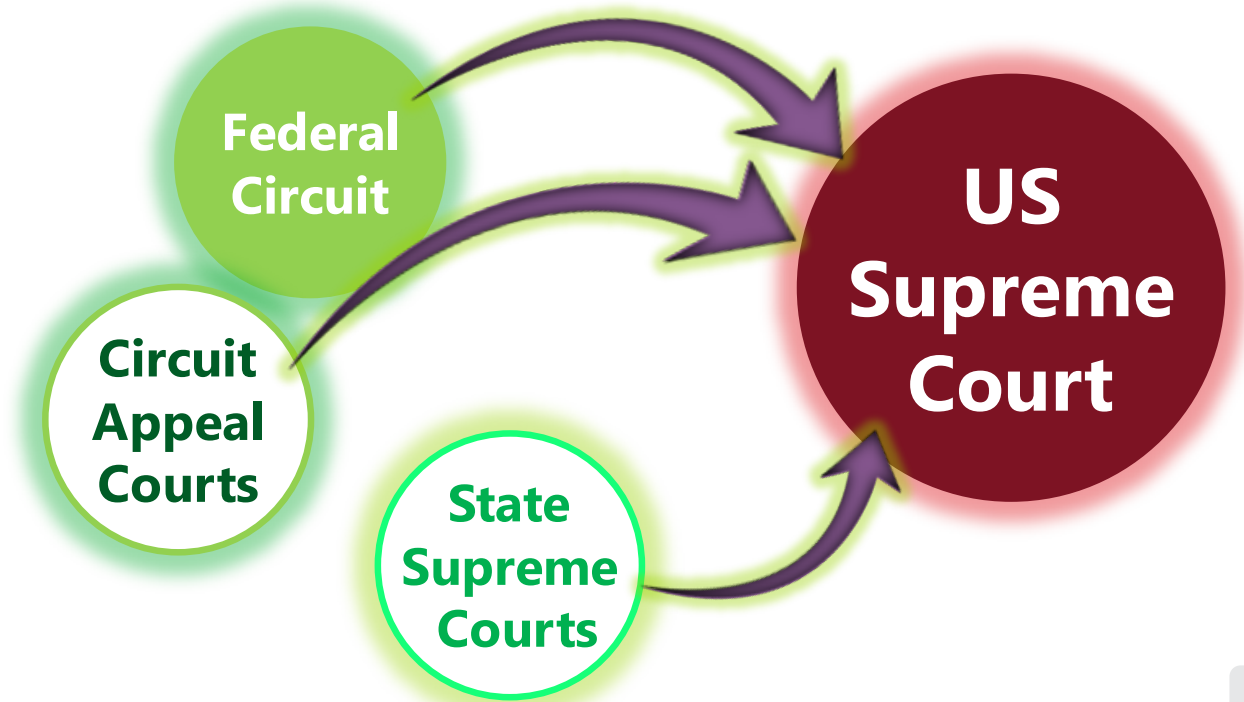 Federal
Circuit
US
Supreme
Court
Circuit
Appeal
Courts
State
Supreme
Courts